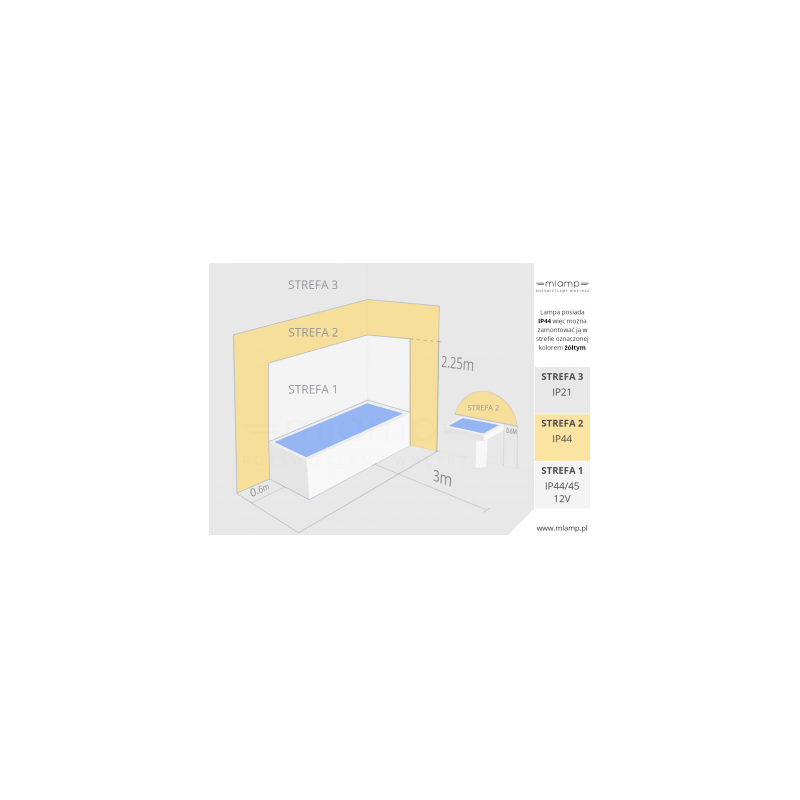 STREFA 3
STREFA 2
STREFA 1
2.25m
STREFA 2
0.6M
0.6m
3m
mlamp
Lampa posiada
IP44 więc można
zamontować ją w
strefie oznaczonej
kolorem żółtym
STREFA 3
IP21
STREFA 2
IP44
STREFA 1
IP44/45
12V
www.mlamp.pl